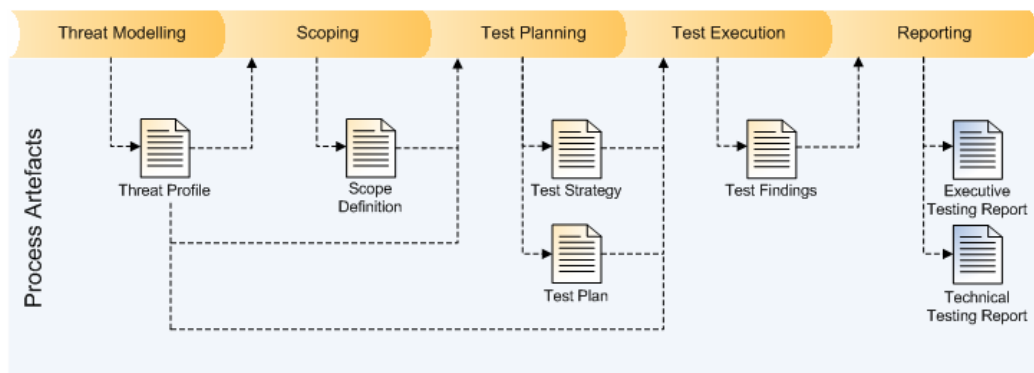 Threat Modelling
Scoping
Test Planning
Test Execution
Reporting
Process Artefacts
Threat Profile
Scope
Definition
Test Strategy
Test Plan
Test Findings
Executive
Testing Report
Technical
Testing Report